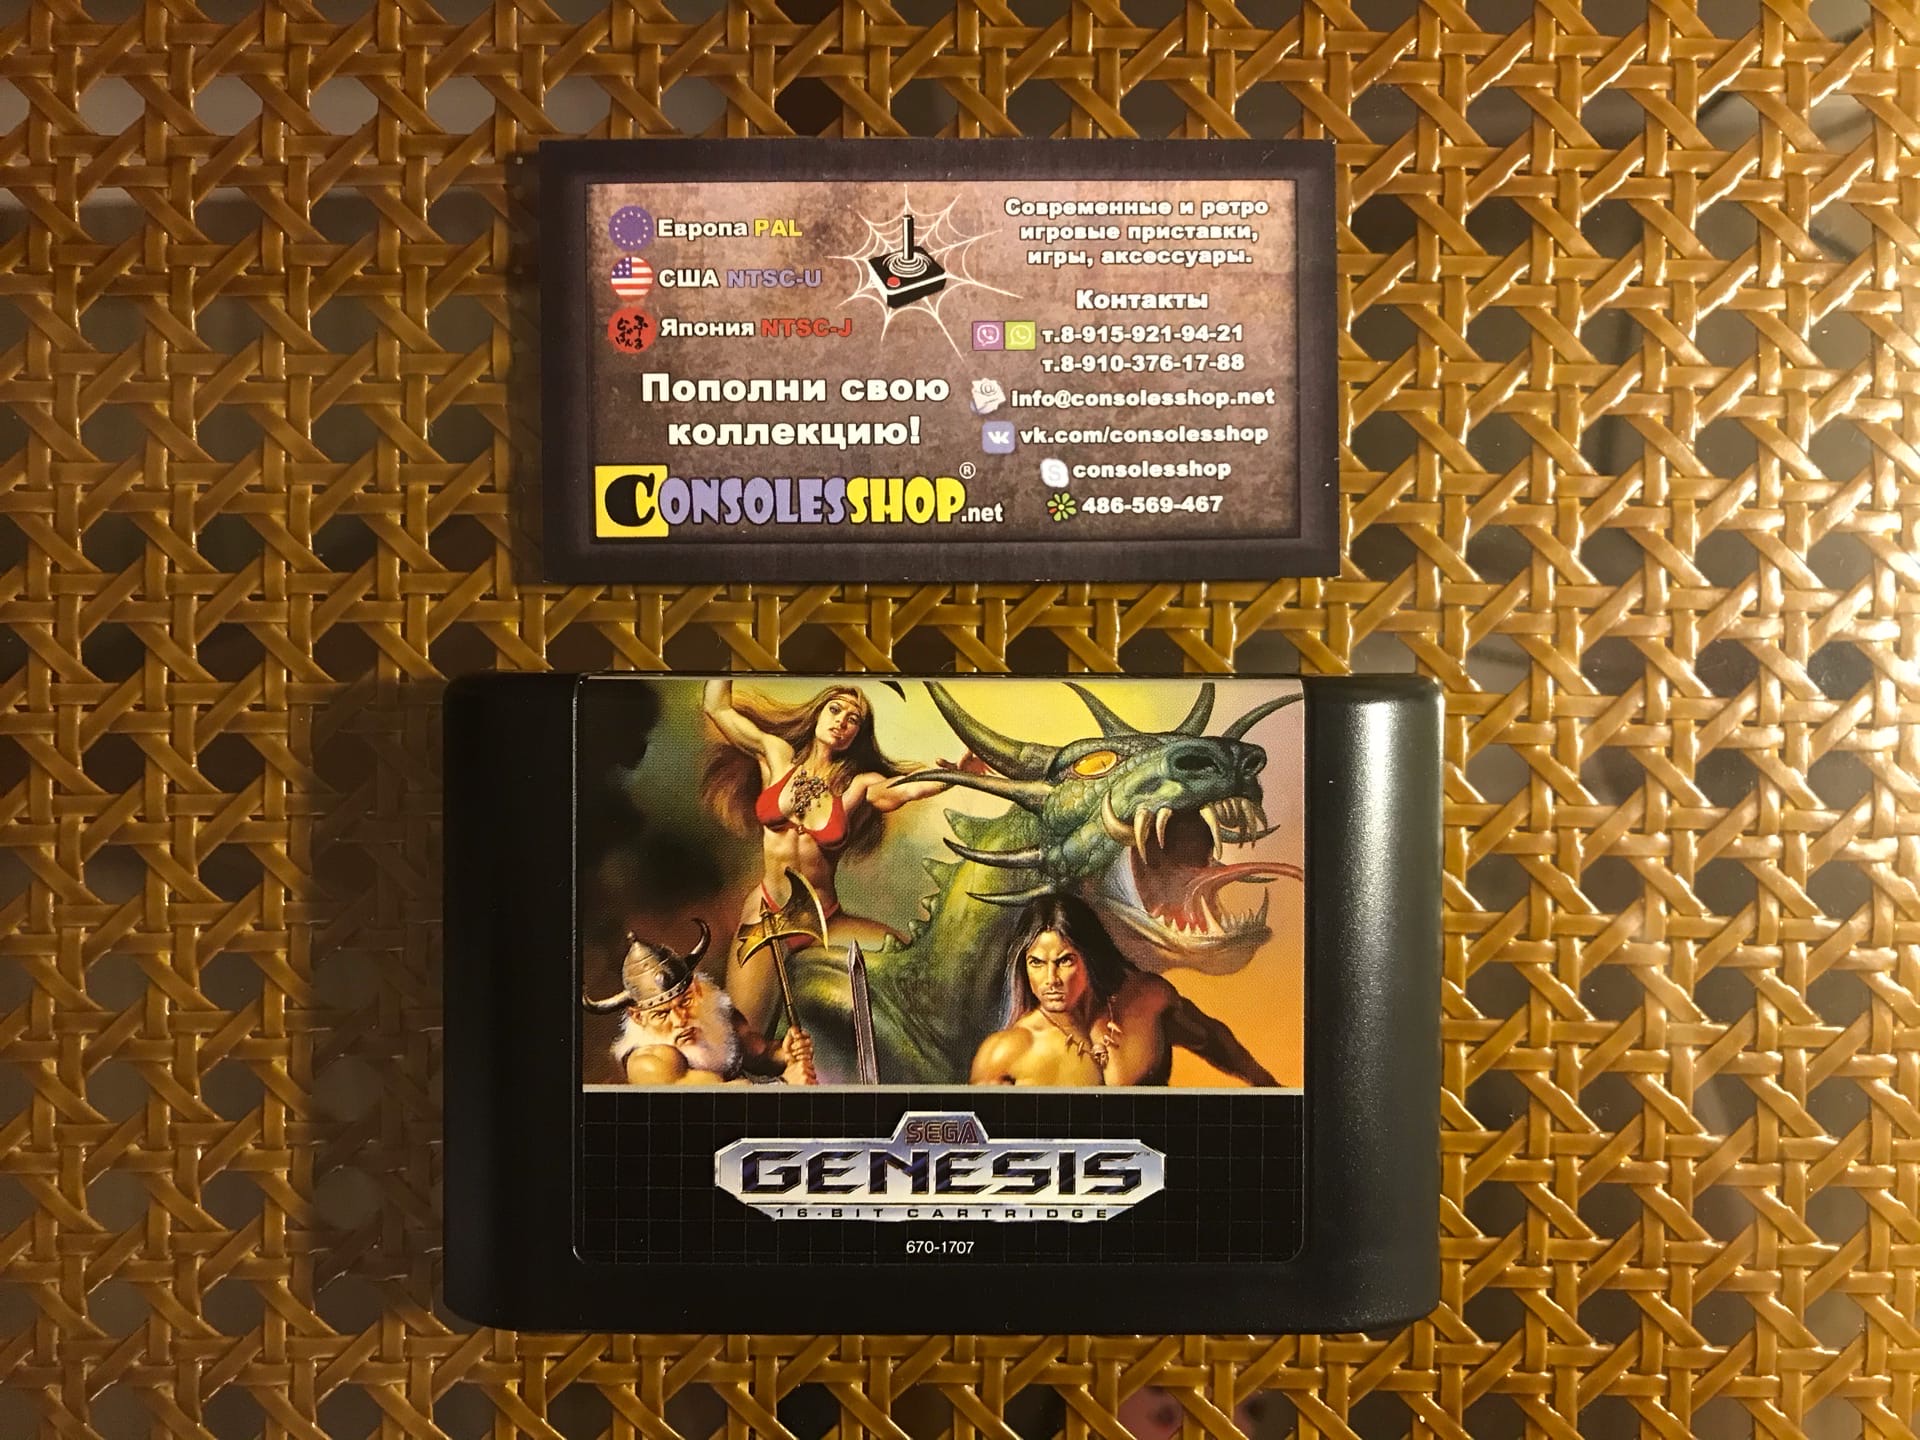 Европа PAL
США NTSC-U
Япония NTSC-J
Пополни свою
коллекцию!
CONSOLESSHOP.net
®
Современные и ретро
игровые приставки,
игры, аксессуары.
Контакты
т.8-915-921-94-21
т.8-910-376-17-88
info@consolesshop.net
vk.com/consolesshop
consolesshop
486-569-467
SEGA
GENESIS
16-BIT CARTRIDGE
670-1707